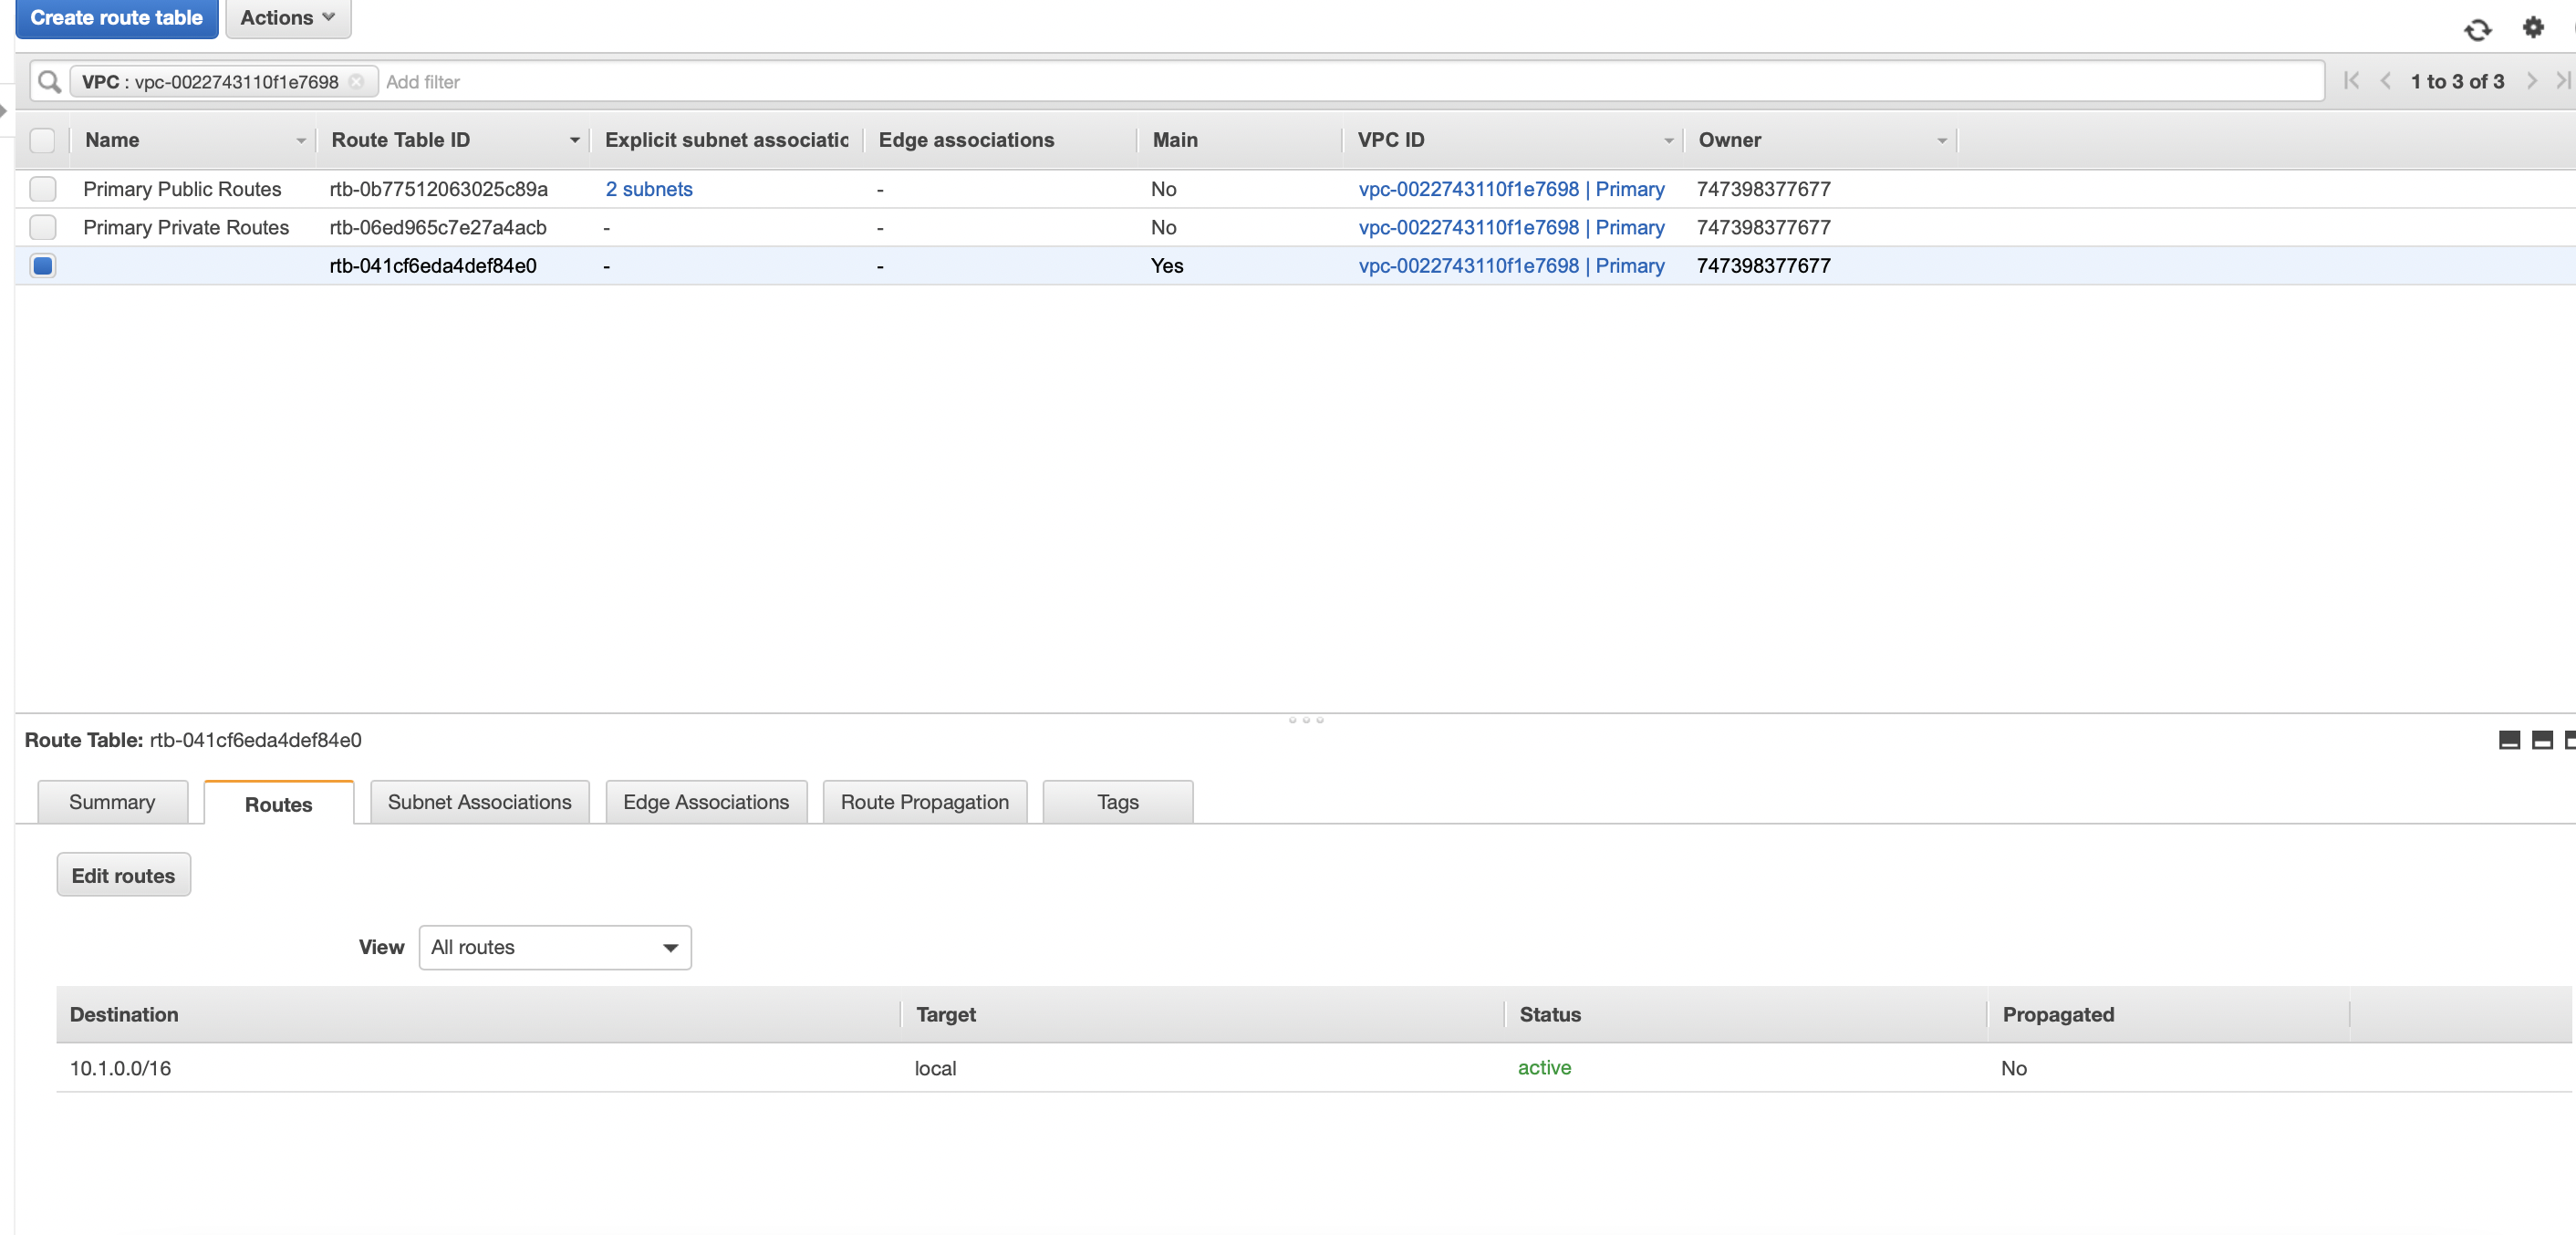 Create route table Actions
VPC : vpc-0022743110f1e7698 Add filter 1 to 3 of 3
Name Route Table ID Explicit subnet associatic Edge associations Main VPC ID Owner
Primary Public Routes rtb-0b77512063025c89a 2 subnets - No vpc-0022743110f1e7698 | Primary 747398377677
Primary Private Routes rtb-06ed965c7e27a4acb - - No vpc-0022743110f1e7698 | Primary 747398377677
rtb-041cf6eda4def84e0 - - Yes vpc-0022743110f1e7698 | Primary 747398377677
Route Table: rtb-041cf6eda4def84e0
Summary Routes Subnet Associations Edge Associations Route Propagation Tags
Edit routes
View All routes
Destination Target Status Propagated
10.1.0.0/16 local active No